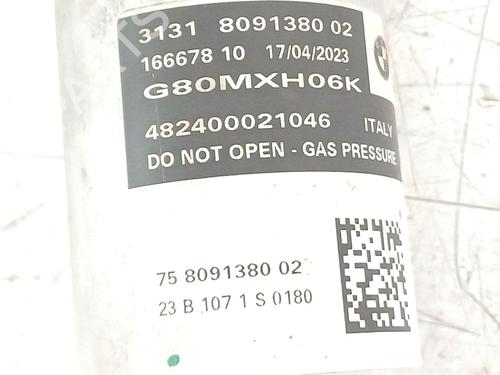 3131 8091380 02
166678 10 17/04/2023
G80MXH06K
482400021046 ITALY
DO NOT OPEN - GAS PRESSURE
75 8091380 02
23 B 107 1 S 0180